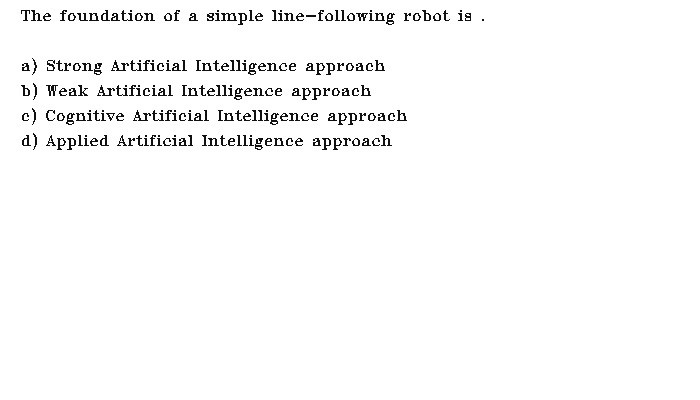 The foundation of a simple line-following robot is .
a) Strong Artificial Intelligence approach
b) Weak Artificial Intelligence approach
c) Cognitive Artificial Intelligence approach
d) Applied Artificial Intelligence approach